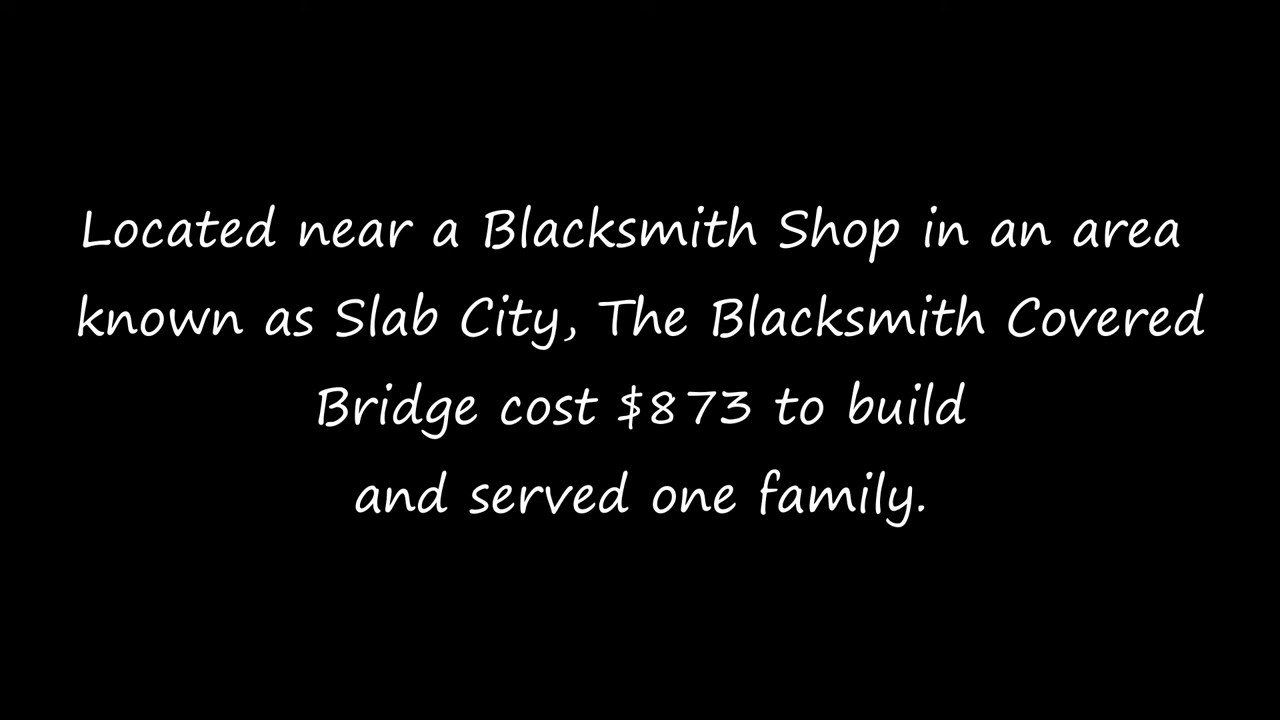 Located near a Blacksmith Shop in an area
known as Slab City, The Blacksmith Covered
Bridge cost $873 to build
and served one family.